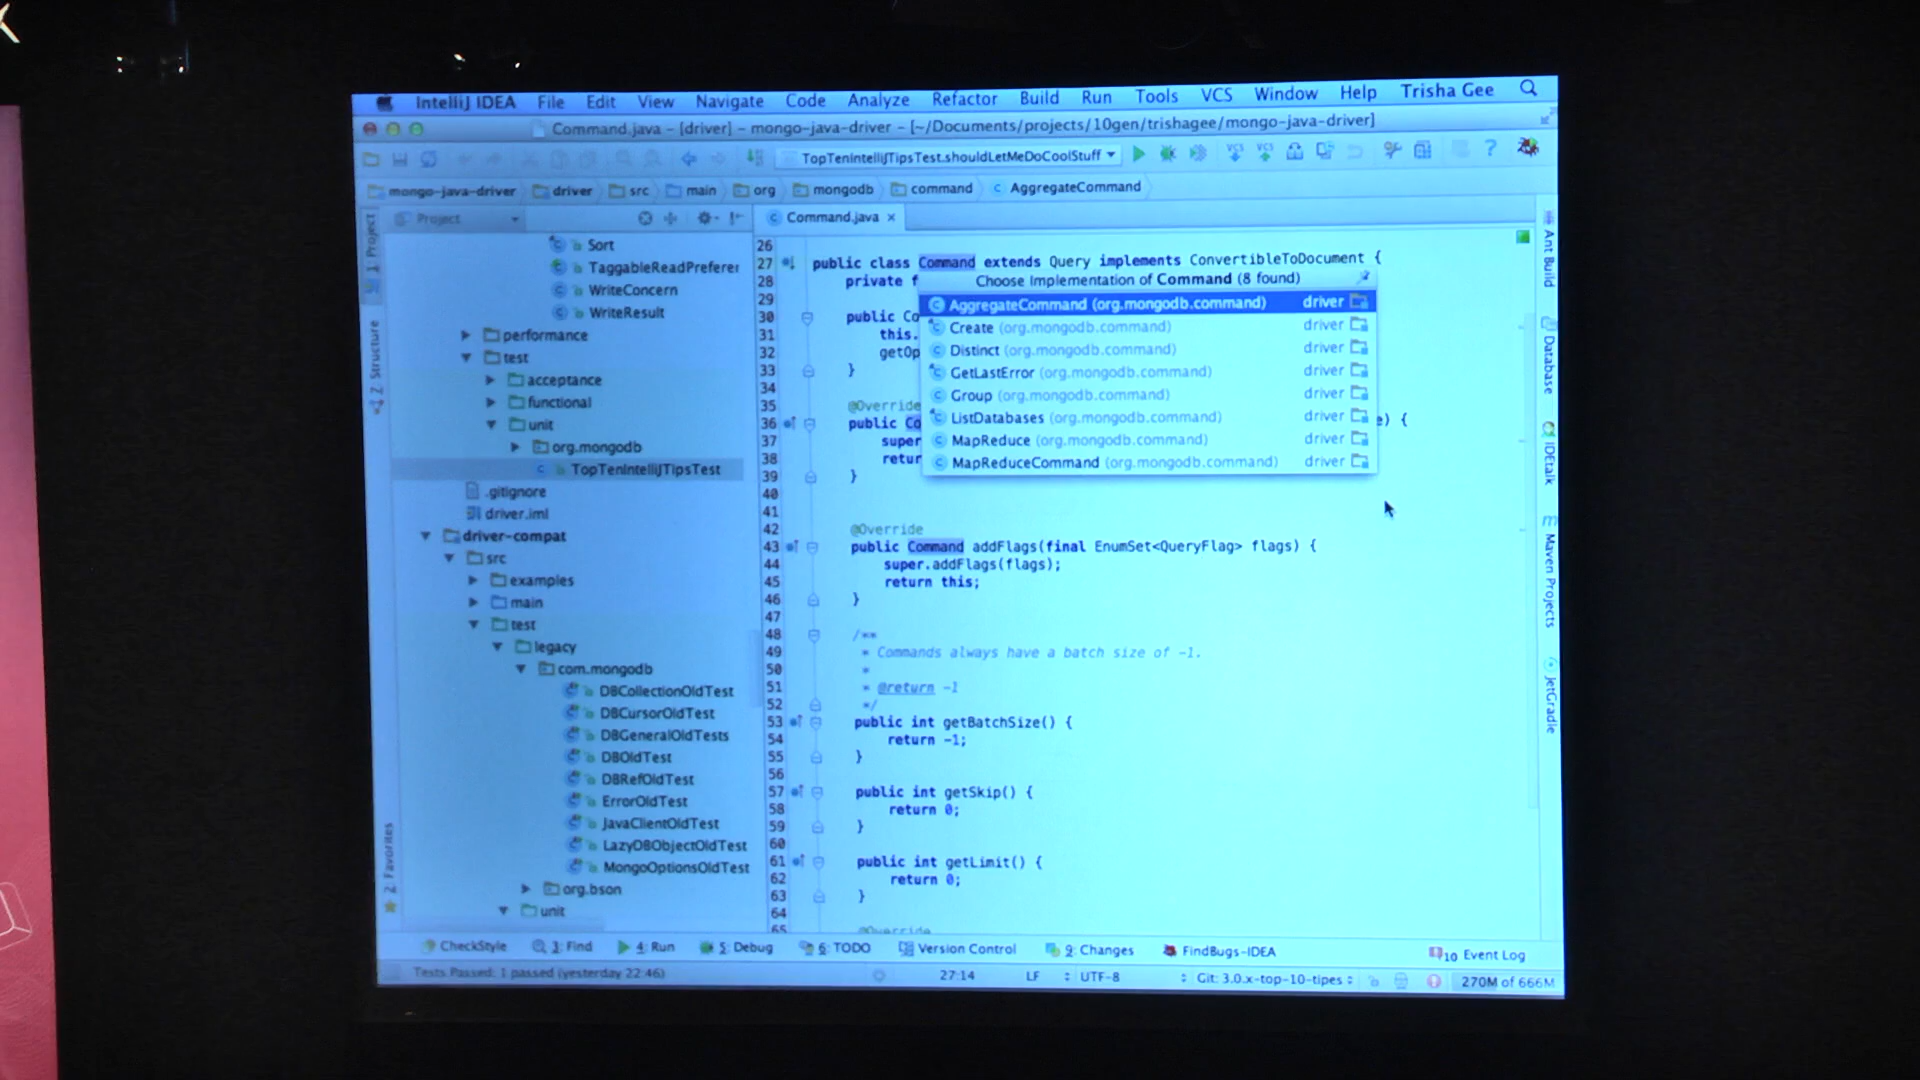 IntelliJ IDEA File Edit View Navigate Code Analyze Refactor Build Run Tools VCS Window Help Trisha Gee
Command.java - [driver] - mongo-java-driver - [~/Documents/projects/10gen/trishagee/mongo-java-driver]
TopTenIntelliJTipsTest.shouldLetMeDoCoolStuff
mongo-java-driver driver src main org mongodb command AggregateCommand
Project
Command.java
1: Project
Z: Structure
2: Favorites
Sort
TaggableReadPreferer
WriteConcern
WriteResult
performance
test
acceptance
functional
unit
org.mongodb
TopTenIntelliJTipsTest
.gitignore
driver.iml
driver-compat
src
examples
main
test
legacy
com.mongodb
DBCollectionOldTest
DBCursorOldTest
DBGeneralOldTests
DBOldTest
DBRefOldTest
ErrorOldTest
JavaClientOldTest
LazyDBObjectOldTest
MongoOptionsOldTest
org.bson
unit
26
27 public class Command extends Query implements ConvertibleToDocument {
28 private f
29
30 public Co
31 this.
32 getOp
33 }
34
35 @Override
36 public Co e) {
37 super
38 retur
39 }
40
41
42 @Override
43 public Command addFlags(final EnumSet<QueryFlag> flags) {
44 super.addFlags(flags);
45 return this;
46 }
47
48 /**
49 * Commands always have a batch size of -1.
50 *
51 * @return -1
52 */
53 public int getBatchSize() {
54 return -1;
55 }
56
57 public int getSkip() {
58 return 0;
59 }
60
61 public int getLimit() {
62 return 0;
63 }
64
65 @Override
Choose Implementation of Command (8 found)
AggregateCommand (org.mongodb.command) driver
Create (org.mongodb.command) driver
Distinct (org.mongodb.command) driver
GetLastError (org.mongodb.command) driver
Group (org.mongodb.command) driver
ListDatabases (org.mongodb.command) driver
MapReduce (org.mongodb.command) driver
MapReduceCommand (org.mongodb.command) driver
Ant Build
Database
IDEtalk
Maven Projects
JetGradle
CheckStyle 3: Find 4: Run 5: Debug 6: TODO Version Control 9: Changes FindBugs-IDEA 10 Event Log
Tests Passed: 1 passed (yesterday 22:46) 27:14 LF UTF-8 Git: 3.0.x-top-10-tipes 270M of 666M